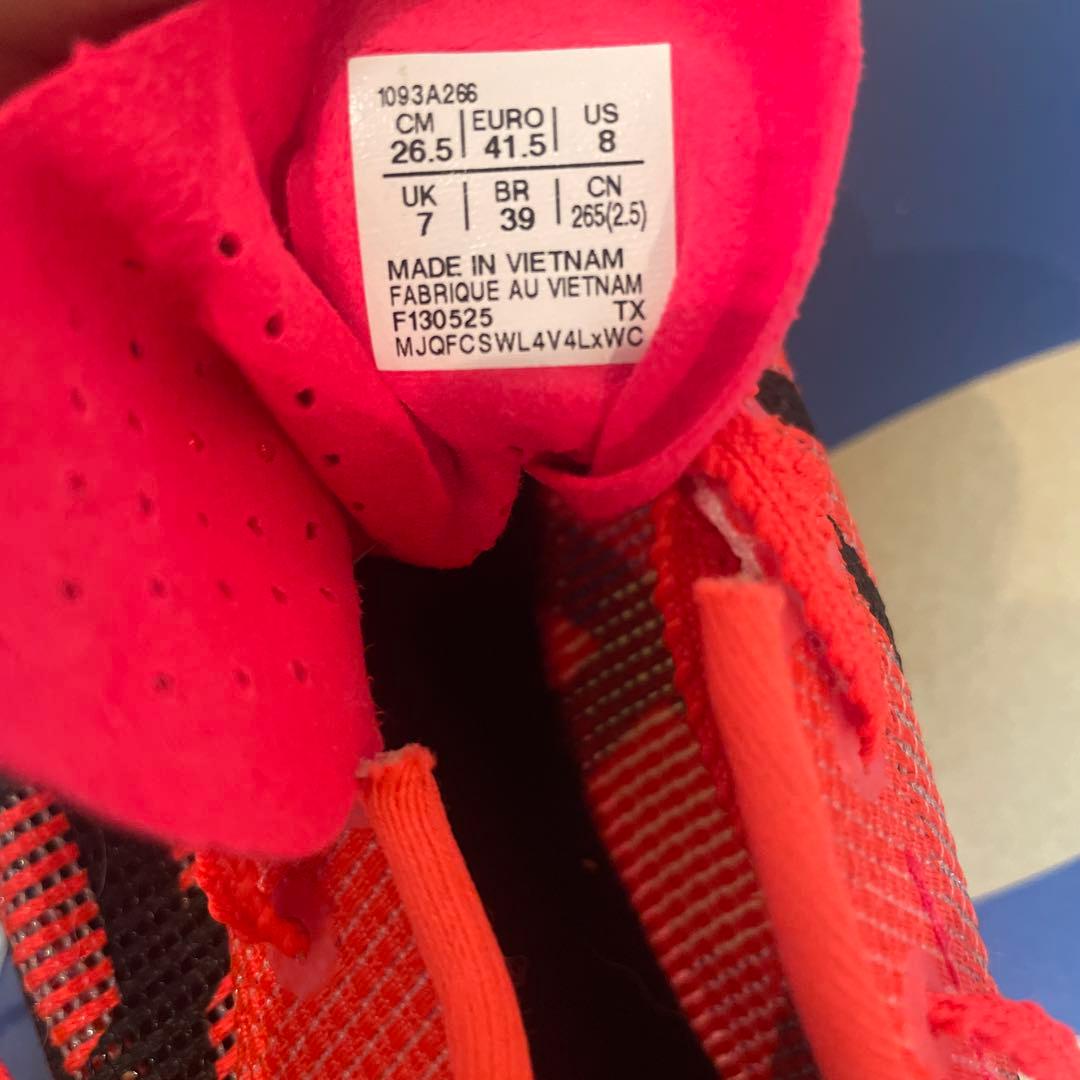 1093A266
CM | EURO | US
26.5 | 41.5 | 8
UK | BR | CN
7 | 39 | 265(2.5)
MADE IN VIETNAM
FABRIQUE AU VIETNAM
F130525 TX
MJQFCSWL4V4LxWC